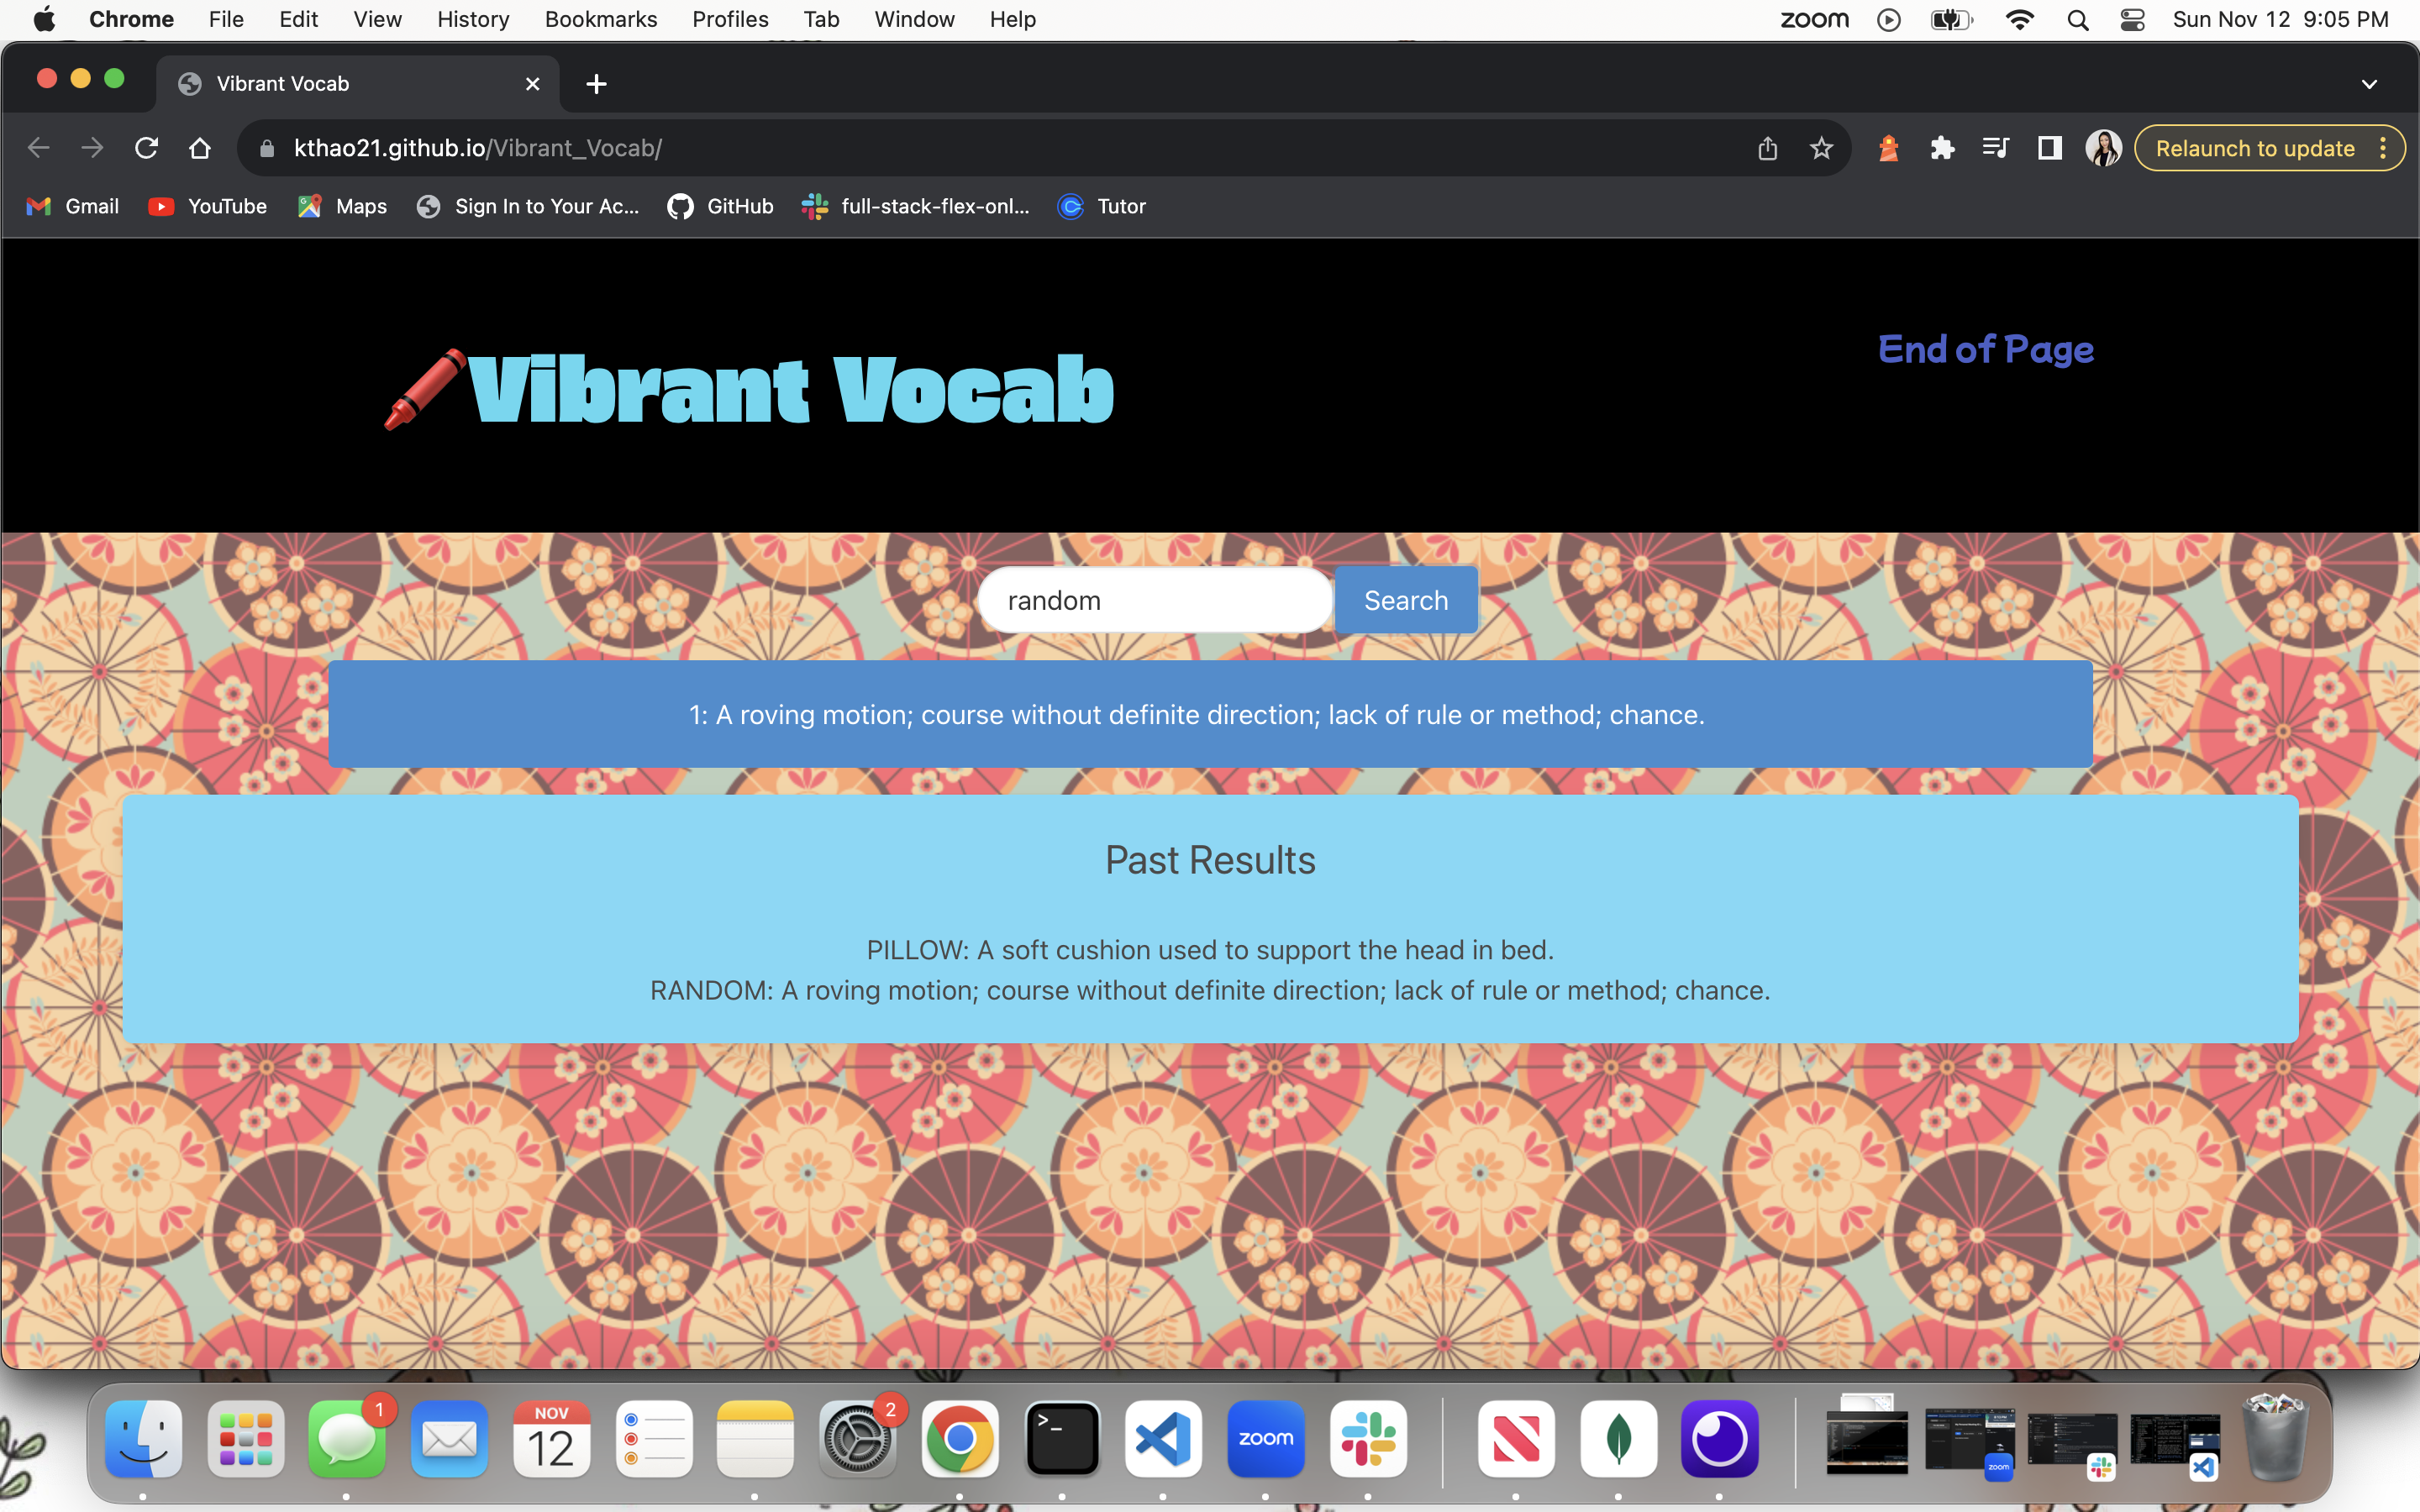 Chrome File Edit View History Bookmarks Profiles Tab Window Help zoom Sun Nov 12 9:05 PM
Vibrant Vocab
kthao21.github.io/Vibrant_Vocab/ Relaunch to update
Gmail YouTube Maps Sign In to Your Ac... GitHub full-stack-flex-onl... Tutor
End of Page
Vibrant Vocab
random Search
1: A roving motion; course without definite direction; lack of rule or method; chance.
Past Results
PILLOW: A soft cushion used to support the head in bed.
RANDOM: A roving motion; course without definite direction; lack of rule or method; chance.
1 NOV 2
12 >_ zoom
zoom